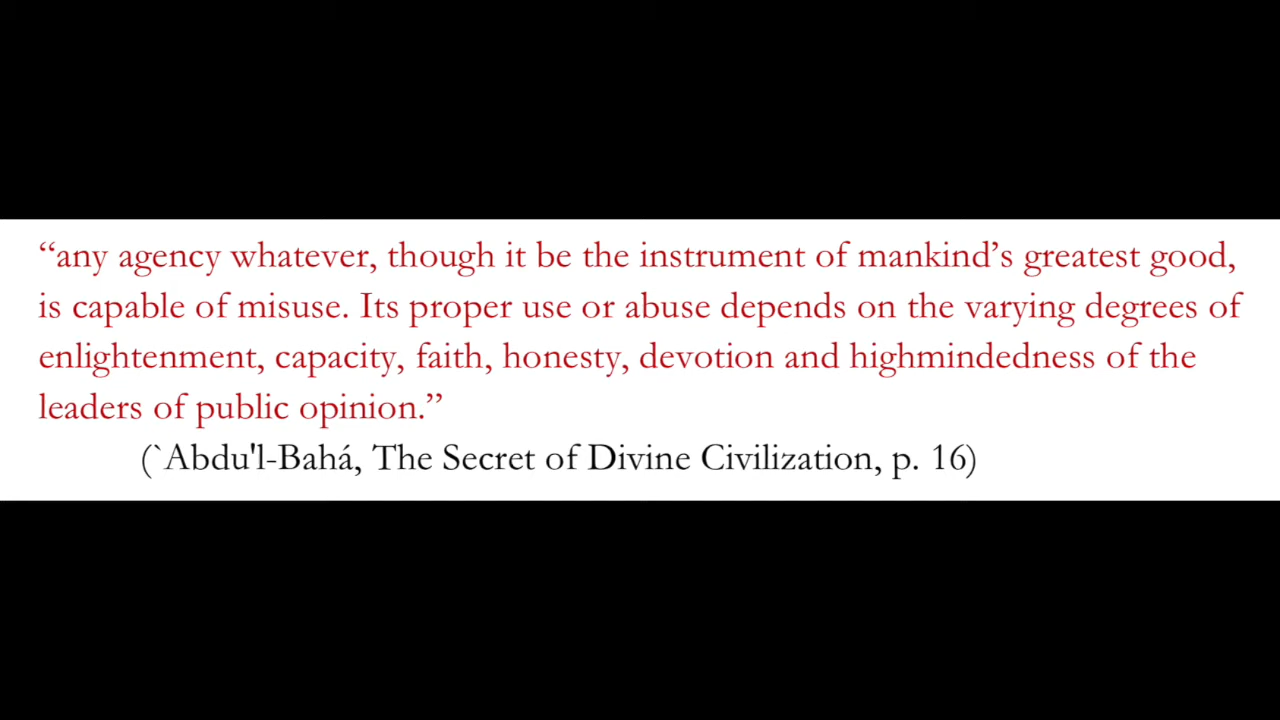 “any agency whatever, though it be the instrument of mankind’s greatest good,
is capable of misuse. Its proper use or abuse depends on the varying degrees of
enlightenment, capacity, faith, honesty, devotion and highmindedness of the
leaders of public opinion.”
(`Abdu'l-Bahá, The Secret of Divine Civilization, p. 16)